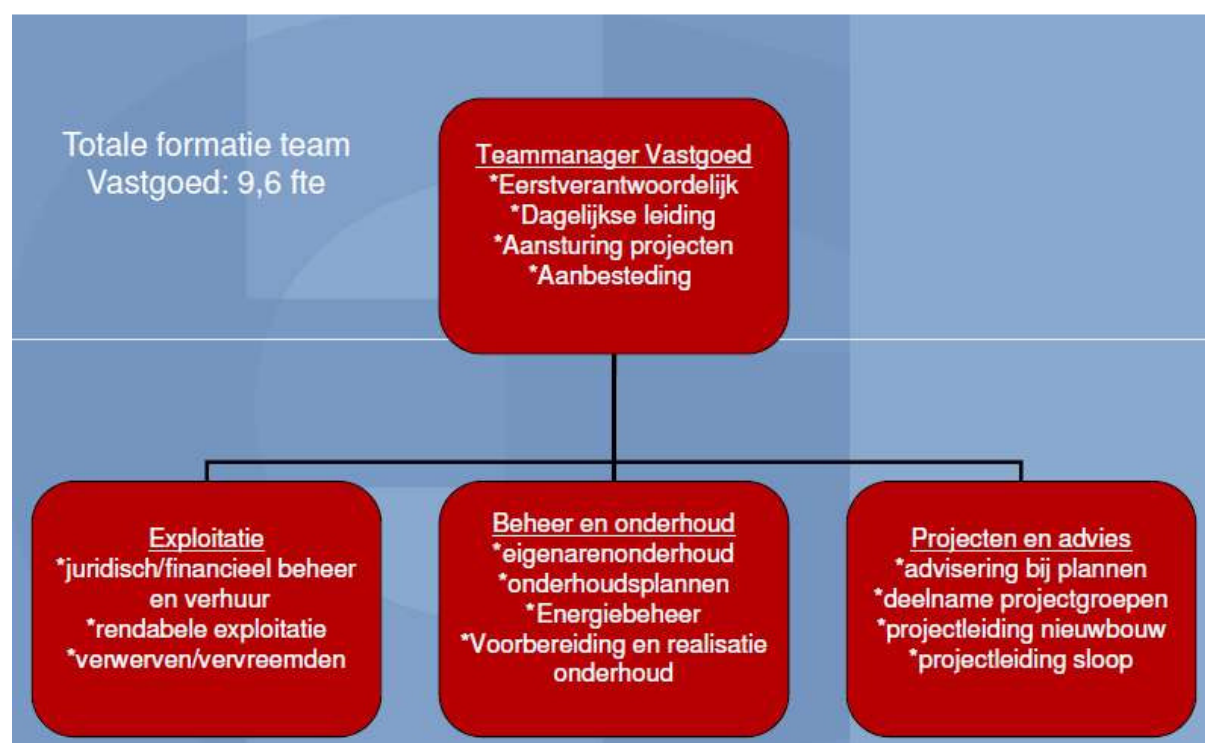 Totale formatie team
Vastgoed: 9,6 fte
Teammanager Vastgoed
*Eerstverantwoordelijk
*Dagelijkse leiding
*Aansturing projecten
*Aanbesteding
Exploitatie
*juridisch/financieel beheer
en verhuur
*rendabele exploitatie
*verwerven/vervreemden
Beheer en onderhoud
*eigenarenonderhoud
*onderhoudsplannen
*Energiebeheer
*Voorbereiding en realisatie
onderhoud
Projecten en advies
*advisering bij plannen
*deelname projectgroepen
*projectleiding nieuwbouw
*projectleiding sloop